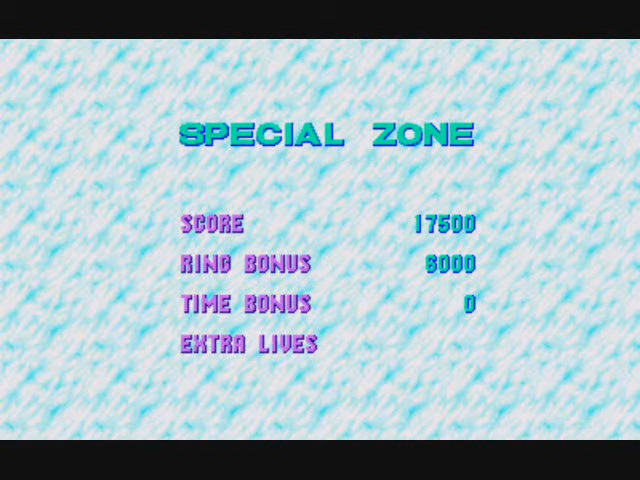 SPECIAL ZONE
SCORE 17500
RING BONUS 6000
TIME BONUS 0
EXTRA LIVES